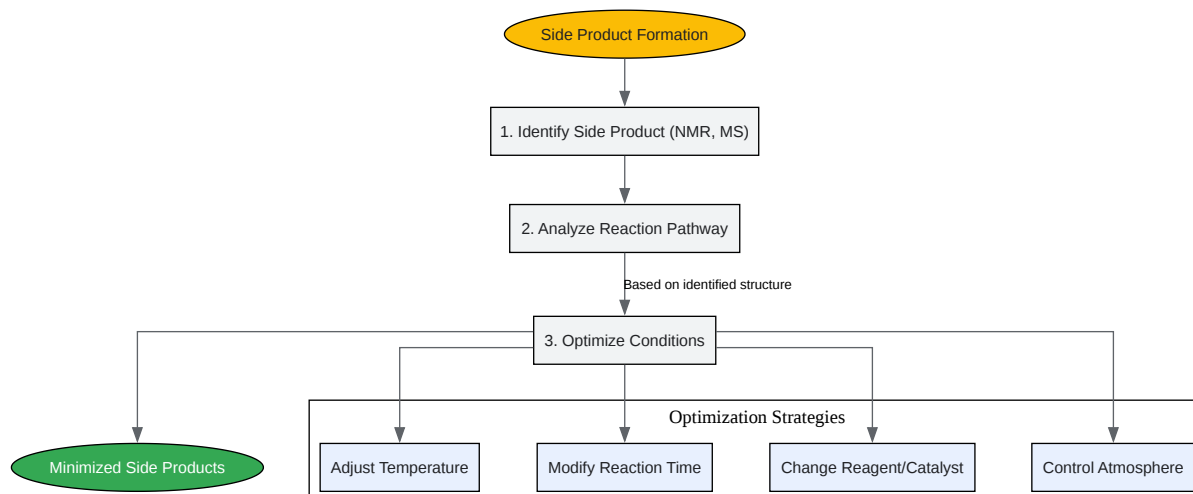 Side Product Formation
1. Identify Side Product (NMR, MS)
2. Analyze Reaction Pathway
Based on identified structure
3. Optimize Conditions
Optimization Strategies
Minimized Side Products
Adjust Temperature
Modify Reaction Time
Change Reagent/Catalyst
Control Atmosphere